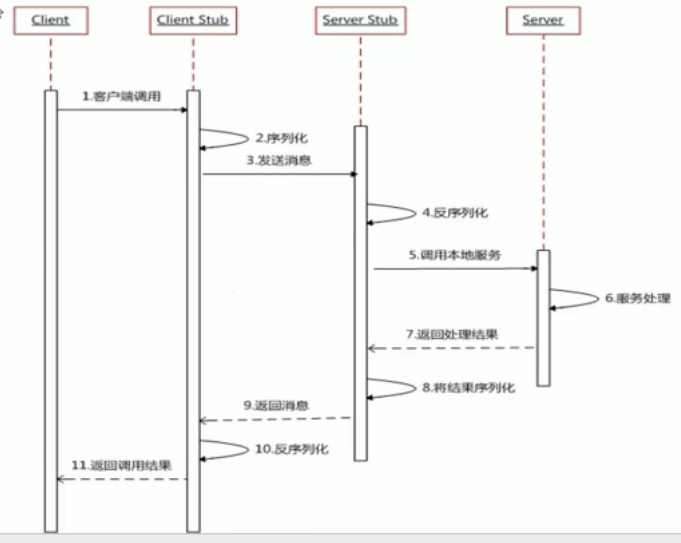 Client
Client Stub
Server Stub
Server
1.客户端调用
2.序列化
3.发送消息
4.反序列化
5.调用本地服务
6.服务处理
7.返回处理结果
8.将结果序列化
9.返回消息
10.反序列化
11.返回调用结果